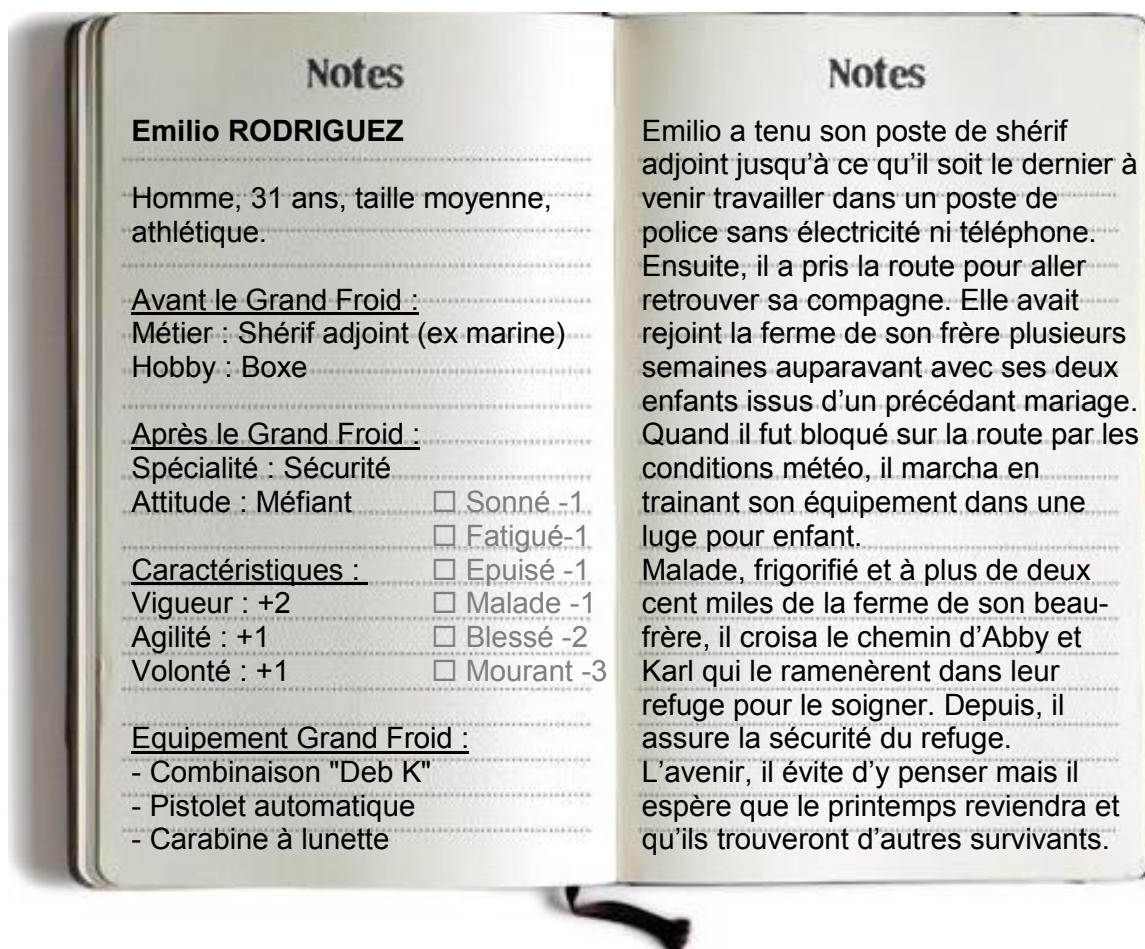 Notes
Emilio RODRIGUEZ
Homme, 31 ans, taille moyenne,
athlétique.
Avant le Grand Froid :
Métier : Shérif adjoint (ex marine)
Hobby : Boxe
Après le Grand Froid :
Spécialité : Sécurité
Attitude : Méfiant ☐ Sonné -1
☐ Fatigué-1
Caractéristiques : ☐ Epuisé -1
Vigueur : +2 ☐ Malade -1
Agilité : +1 ☐ Blessé -2
Volonté : +1 ☐ Mourant -3
Equipement Grand Froid :
- Combinaison "Deb K"
- Pistolet automatique
- Carabine à lunette
Notes
Emilio a tenu son poste de shérif
adjoint jusqu'à ce qu'il soit le dernier à
venir travailler dans un poste de
police sans électricité ni téléphone.
Ensuite, il a pris la route pour aller
retrouver sa compagne. Elle avait
rejoint la ferme de son frère plusieurs
semaines auparavant avec ses deux
enfants issus d'un précédant mariage.
Quand il fut bloqué sur la route par les
conditions météo, il marcha en
trainant son équipement dans une
luge pour enfant.
Malade, frigorifié et à plus de deux
cent miles de la ferme de son beau-
frère, il croisa le chemin d'Abby et
Karl qui le ramenèrent dans leur
refuge pour le soigner. Depuis, il
assure la sécurité du refuge.
L'avenir, il évite d'y penser mais il
espère que le printemps reviendra et
qu'ils trouveront d'autres survivants.